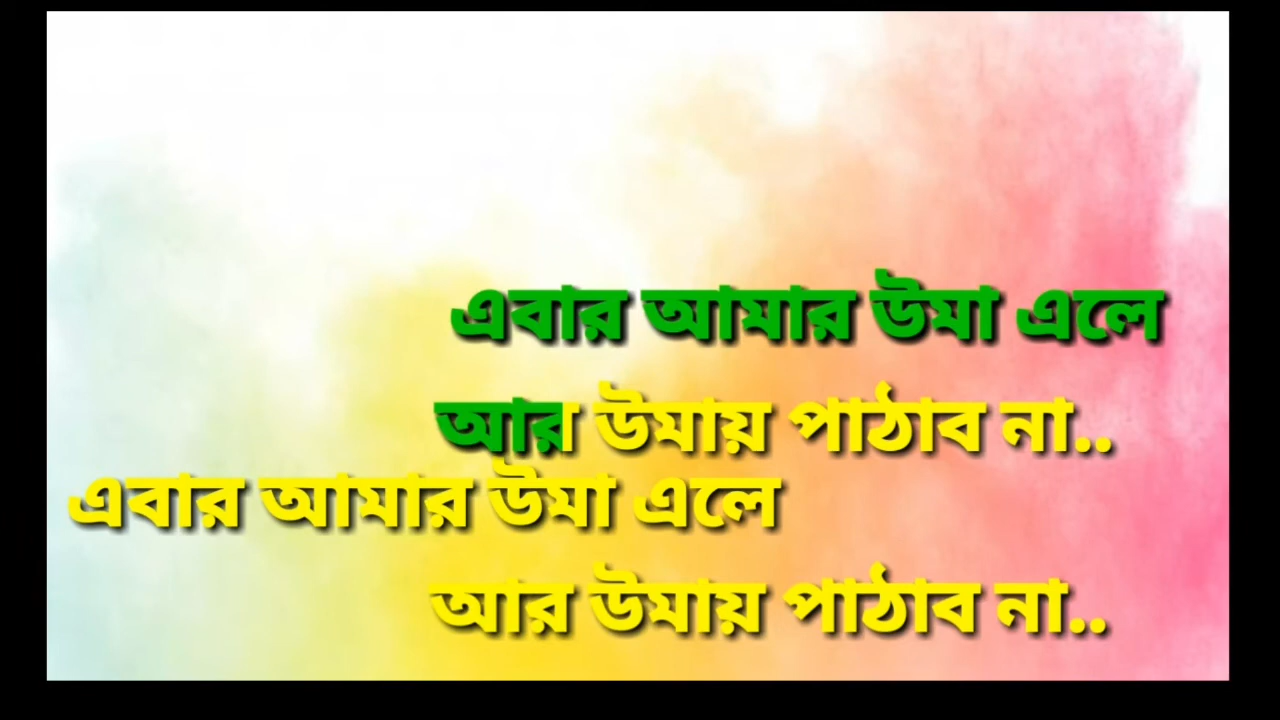 এবার আমার উমা এলে
আর উমায় পাঠাব না..
এবার আমার উমা এলে
আর উমায় পাঠাব না..